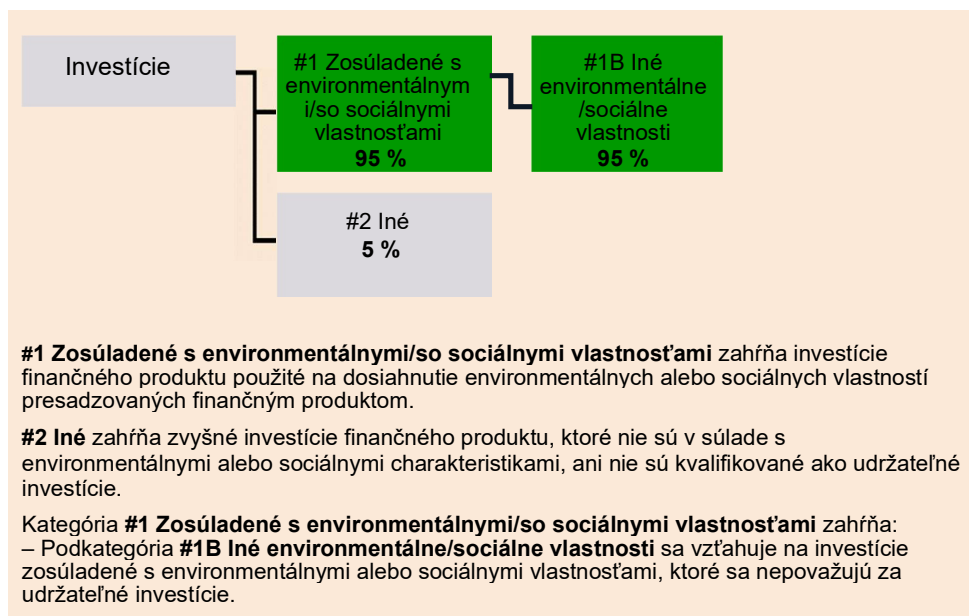 Investície
#1 Zosúladené s
environmentálnym
i/so sociálnymi
vlastnosťami
95 %
#1B Iné
environmentálne
/sociálne
vlastnosti
95 %
#2 Iné
5 %
#1 Zosúladené s environmentálnymi/so sociálnymi vlastnosťami zahŕňa investície
finančného produktu použité na dosiahnutie environmentálnych alebo sociálnych vlastností
presadzovaných finančným produktom.
#2 Iné zahŕňa zvyšné investície finančného produktu, ktoré nie sú v súlade s
environmentálnymi alebo sociálnymi charakteristikami, ani nie sú kvalifikované ako udržateľné
investície.
Kategória #1 Zosúladené s environmentálnymi/so sociálnymi vlastnosťami zahŕňa:
– Podkategória #1B Iné environmentálne/sociálne vlastnosti sa vzťahuje na investície
zosúladené s environmentálnymi alebo sociálnymi vlastnosťami, ktoré sa nepovažujú za
udržateľné investície.